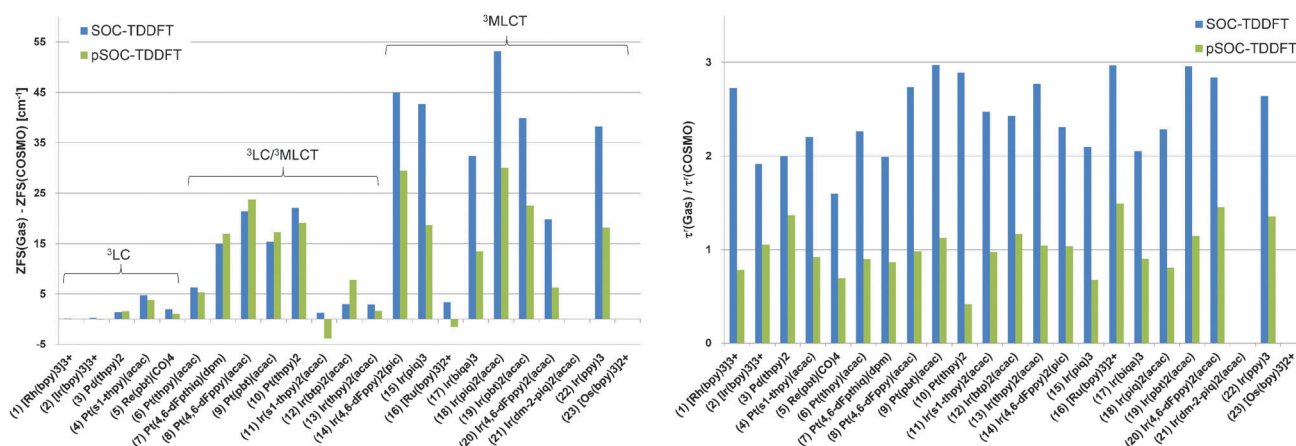 SOC-TDDFT
pSOC-TDDFT
ZFS(Gas) - ZFS(COSMO) [cm-1]
55
45
35
25
15
5
-5
3LC
3LC/3MLCT
3MLCT
(1) [Rh(bpy)3]3+
(2) [Ir(bpy)3]3+
(3) Pd(thpy)2
(4) Pt(s1-thpy)(acac)
(5) Re(pbt)(CO)4
(6) Pt(thpy)(acac)
(7) Pt(4,6-dFphthiq)(dpm)
(8) Pt(4,6-dFppy)(acac)
(9) Pt(pbt)(acac)
(10) Pt(thpy)2
(11) Ir(s1-thpy)2(acac)
(12) Ir(btp)2(acac)
(13) Ir(thpy)2(acac)
(14) Ir(4,6-dFppy)2(pic)
(15) Ir(piq)3
(16) [Ru(bpy)3]2+
(17) Ir(biqa)3
(18) Ir(piq)2(acac)
(19) Ir(pbt)2(acac)
(20) Ir(4,6-dFppy)2(acac)
(21) Ir(dm-2-piq)2(acac)
(22) Ir(ppy)3
(23) [Os(bpy)3]2+
SOC-TDDFT
pSOC-TDDFT
τr(Gas) / τr(COSMO)
3
2
1
0
(1) [Rh(bpy)3]3+
(2) [Ir(bpy)3]3+
(3) Pd(thpy)2
(4) Pt(s1-thpy)(acac)
(5) Re(pbt)(CO)4
(6) Pt(thpy)(acac)
(7) Pt(4,6-dFphthiq)(dpm)
(8) Pt(4,6-dFppy)(acac)
(9) Pt(pbt)(acac)
(10) Pt(thpy)2
(11) Ir(s1-thpy)2(acac)
(12) Ir(btp)2(acac)
(13) Ir(thpy)2(acac)
(14) Ir(4,6-dFppy)2(pic)
(15) Ir(piq)3
(16) [Ru(bpy)3]2+
(17) Ir(biqa)3
(18) Ir(piq)2(acac)
(19) Ir(pbt)2(acac)
(20) Ir(4,6-dFppy)2(acac)
(21) Ir(dm-2-piq)2(acac)
(22) Ir(ppy)3
(23) [Os(bpy)3]2+